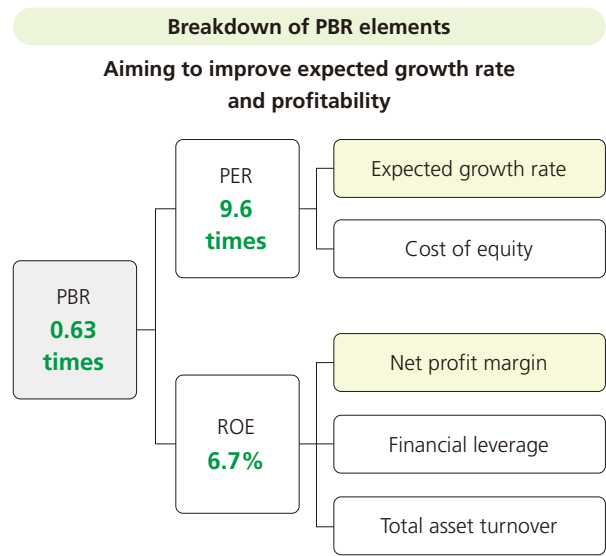 Breakdown of PBR elements
Aiming to improve expected growth rate
and profitability
PBR
0.63
times
PER
9.6
times
Expected growth rate
Cost of equity
ROE
6.7%
Net profit margin
Financial leverage
Total asset turnover